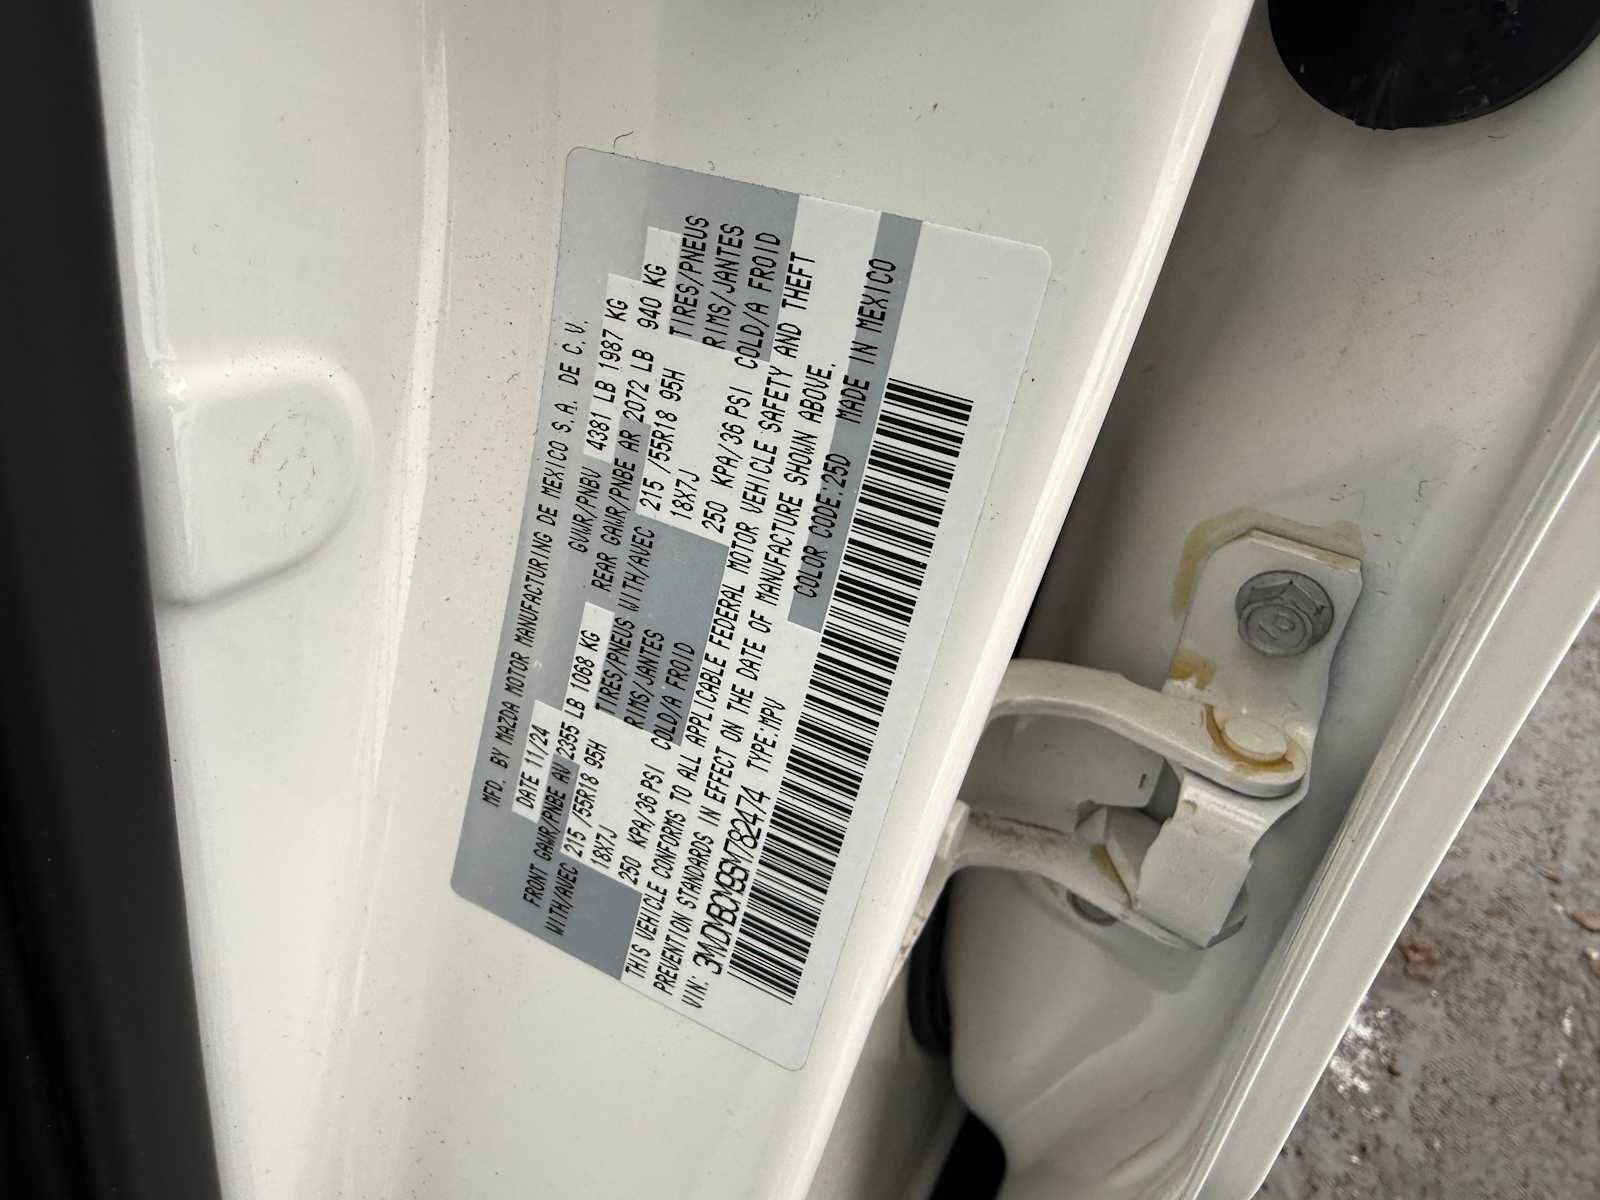 MFD. BY MAZDA MOTOR MANUFACTURING DE MEXICO S.A. DE C.V.
DATE 11/24 GVWR/PNBV 4381 LB 1987 KG
FRONT GAWR/PNBE AV 2355 LB 1068 KG REAR GAWR/PNBE AR 2072 LB 940 KG
WITH/AVEC 215 /55R18 95H TIRES/PNEUS WITH/AVEC 215 /55R18 95H TIRES/PNEUS
18X7J RIMS/JANTES 18X7J RIMS/JANTES
250 KPA/36 PSI COLD/A FROID 250 KPA/36 PSI COLD/A FROID
THIS VEHICLE CONFORMS TO ALL APPLICABLE FEDERAL MOTOR VEHICLE SAFETY AND THEFT
PREVENTION STANDARDS IN EFFECT ON THE DATE OF MANUFACTURE SHOWN ABOVE.
VIN: 3MVDMBCM9SM782474 TYPE:MPV COLOR CODE:25D MADE IN MEXICO